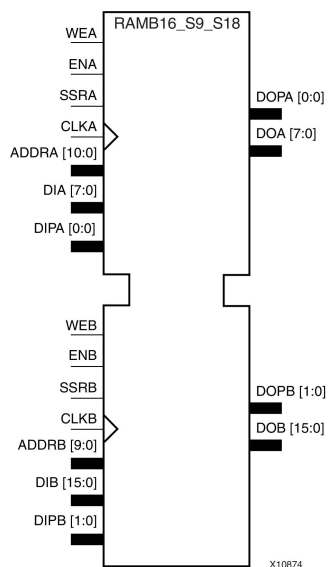 RAMB16_S9_S18
WEA
ENA
SSRA
CLKA
ADDRA [10:0]
DIA [7:0]
DIPA [0:0]
DOPA [0:0]
DOA [7:0]
WEB
ENB
SSRB
CLKB
ADDRB [9:0]
DIB [15:0]
DIPB [1:0]
DOPB [1:0]
DOB [15:0]
X10874